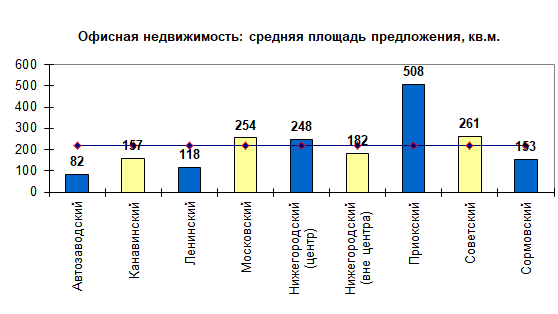 Офисная недвижимость: средняя площадь предложения, кв.м.
600
500
400
300
200
100
0
82
157
118
254
248
182
508
261
153
Автозаводский
Канавинский
Ленинский
Московский
Нижегородский
(центр)
Нижегородский
(вне центра)
Приокский
Советский
Сормовский